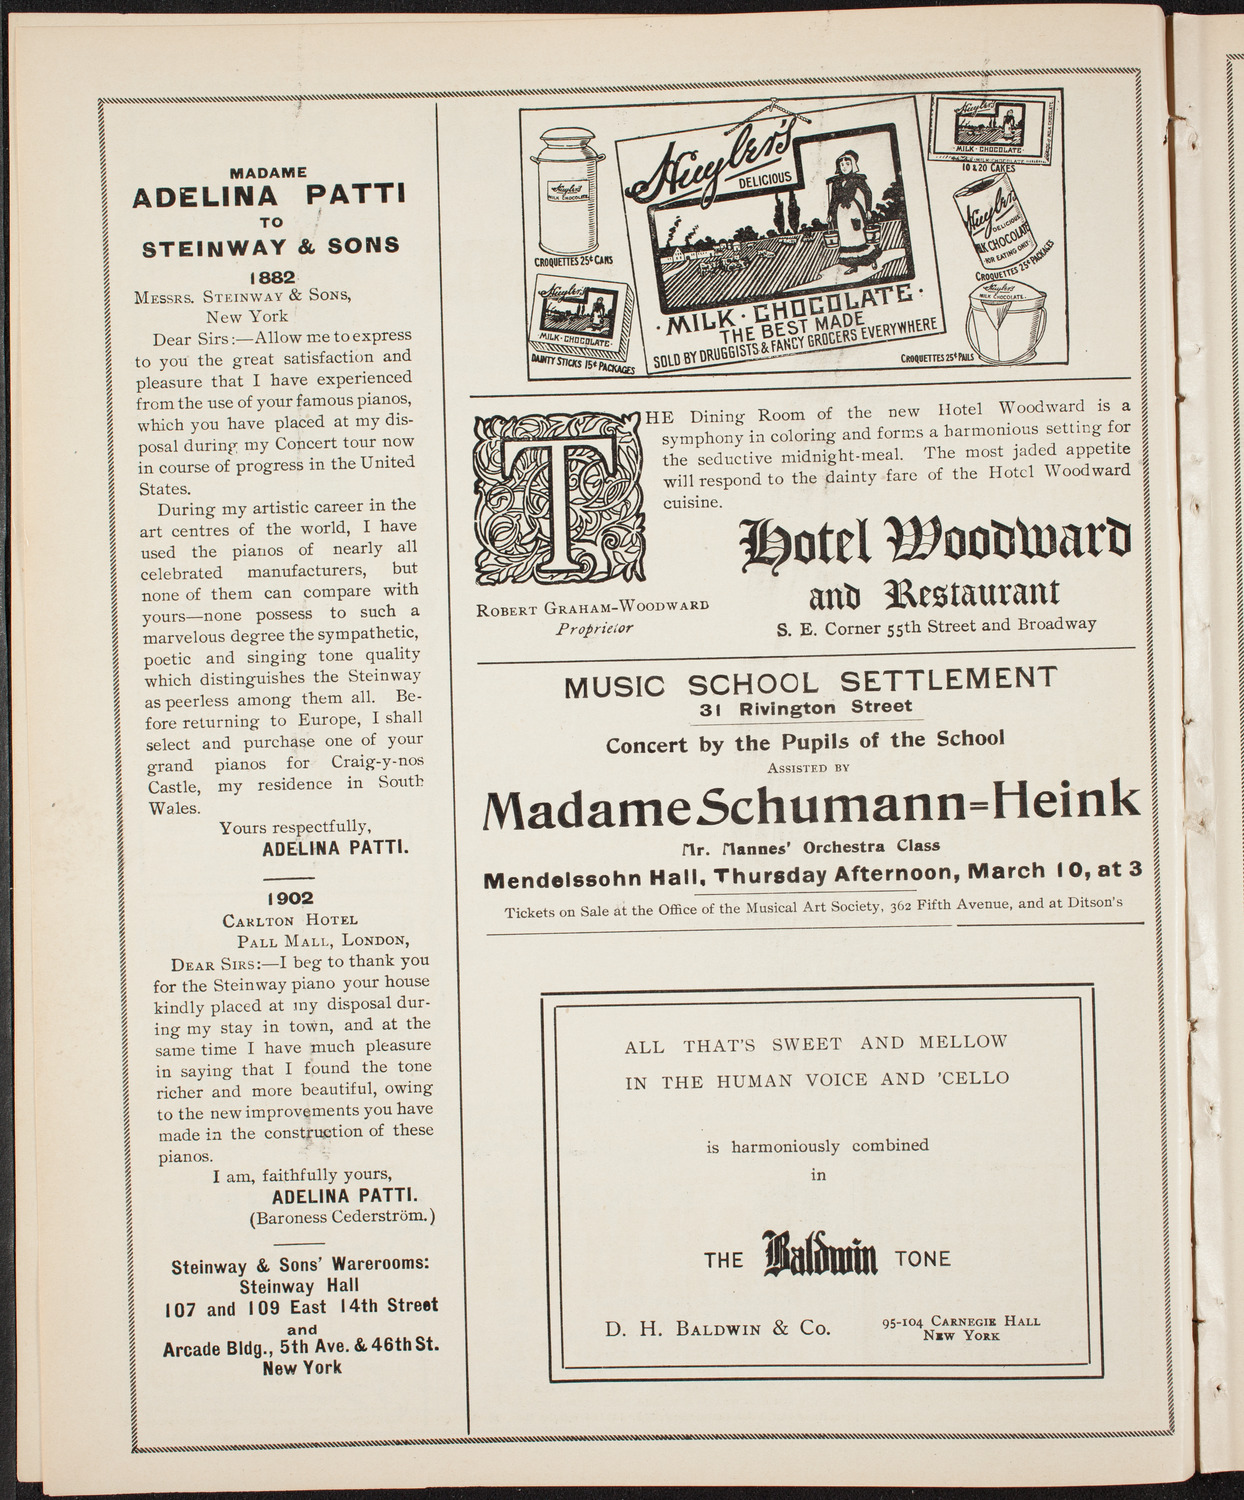 MADAME
ADELINA PATTI
TO
STEINWAY & SONS
1882
Messrs. Steinway & Sons,
New York
Dear Sirs:—Allow me to express
to you the great satisfaction and
pleasure that I have experienced
from the use of your famous pianos,
which you have placed at my dis-
posal during my Concert tour now
in course of progress in the United
States.
During my artistic career in the
art centres of the world, I have
used the pianos of nearly all
celebrated manufacturers, but
none of them can compare with
yours—none possess to such a
marvelous degree the sympathetic,
poetic and singing tone quality
which distinguishes the Steinway
as peerless among them all. Be-
fore returning to Europe, I shall
select and purchase one of your
grand pianos for Craig-y-nos
Castle, my residence in South
Wales.
Yours respectfully,
ADELINA PATTI.
1902
Carlton Hotel
Pall Mall, London,
Dear Sirs:—I beg to thank you
for the Steinway piano your house
kindly placed at my disposal dur-
ing my stay in town, and at the
same time I have much pleasure
in saying that I found the tone
richer and more beautiful, owing
to the new improvements you have
made in the construction of these
pianos.
I am, faithfully yours,
ADELINA PATTI.
(Baroness Cederström.)
Steinway & Sons' Warerooms:
Steinway Hall
107 and 109 East 14th Street
and
Arcade Bldg., 5th Ave. & 46th St.
New York
Huyler's
MILK CHOCOLATE
CROQUETTES 25¢ CANS
Huyler's
MILK·CHOCOLATE·
DAINTY STICKS 15¢ PACKAGES
Huyler's
DELICIOUS
·MILK·CHOCOLATE·
THE BEST MADE
SOLD BY DRUGGISTS & FANCY GROCERS EVERYWHERE
Huyler's
·MILK·CHOCOLATE·
10 & 20 CAKES
Huyler's
DELICIOUS
MILK CHOCOLATE
FOR EATING ONLY
CROQUETTES 25¢ PACKAGES
Huyler's
MILK CHOCOLATE
CROQUETTES 25¢ PAILS
THE Dining Room of the new Hotel Woodward is a
symphony in coloring and forms a harmonious setting for
the seductive midnight-meal. The most jaded appetite
will respond to the dainty fare of the Hotel Woodward
cuisine.
Hotel Woodward
and Restaurant
S. E. Corner 55th Street and Broadway
Robert Graham-Woodward
Proprietor
MUSIC SCHOOL SETTLEMENT
31 Rivington Street
Concert by the Pupils of the School
Assisted by
Madame Schumann=Heink
Mr. Mannes' Orchestra Class
Mendelssohn Hall, Thursday Afternoon, March 10, at 3
Tickets on Sale at the Office of the Musical Art Society, 362 Fifth Avenue, and at Ditson's
ALL THAT'S SWEET AND MELLOW
IN THE HUMAN VOICE AND 'CELLO
is harmoniously combined
in
THE Baldwin TONE
D. H. Baldwin & Co.
95-104 Carnegie Hall
New York